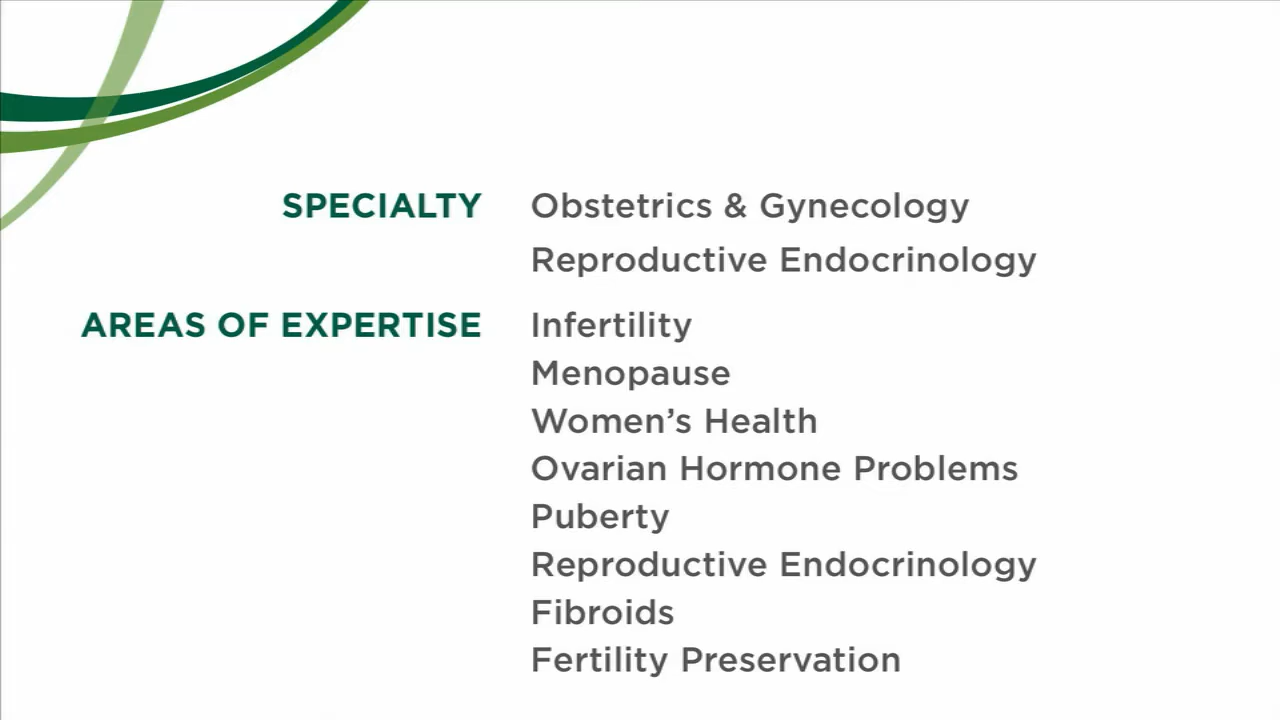 SPECIALTY Obstetrics & Gynecology
Reproductive Endocrinology
AREAS OF EXPERTISE Infertility
Menopause
Women’s Health
Ovarian Hormone Problems
Puberty
Reproductive Endocrinology
Fibroids
Fertility Preservation